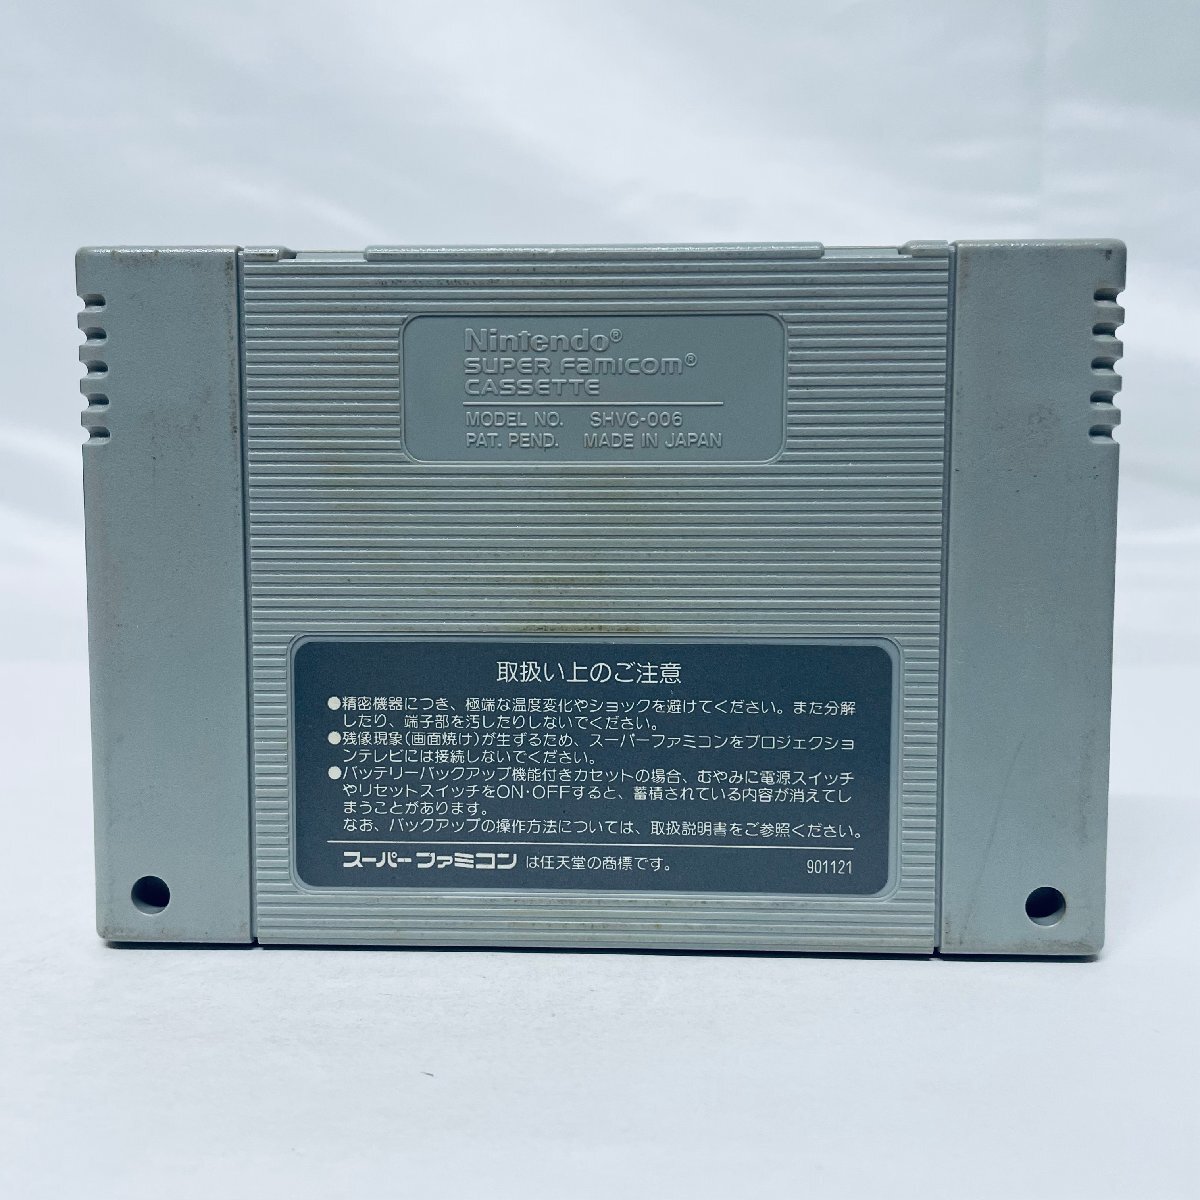 Nintendo®
SUPER FAMICOM®
CASSETTE
MODEL NO. SHVC-006
PAT. PEND. MADE IN JAPAN
取扱い上のご注意
●精密機器につき、極端な温度変化やショックを避けてください。また分解
したり、端子部を汚したりしないでください。
●残像現象(画面焼け)が生ずるため、スーパーファミコンをプロジェクショ
ンテレビには接続しないでください。
●バッテリーバックアップ機能付きカセットの場合、むやみに電源スイッチ
やリセットスイッチをON・OFFすると、蓄積されている内容が消えてし
まうことがあります。
なお、バックアップの操作方法については、取扱説明書をご参照ください。
スーパーファミコン は任天堂の商標です。 901121